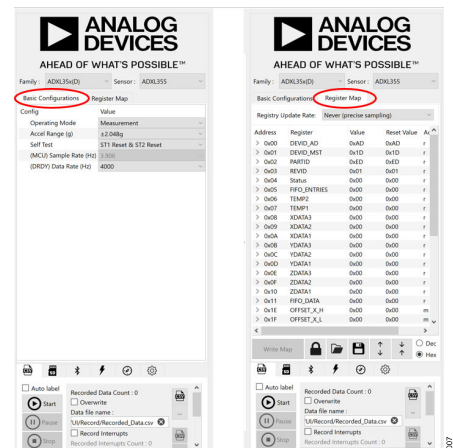 ANALOG
DEVICES
AHEAD OF WHAT'S POSSIBLE™
Family: ADXL35x(D) Sensor: ADXL355
Basic Configurations Register Map
Config Value
Operating Mode Measurement
Accel Range (g) ±2.048g
Self Test ST1 Reset & ST2 Reset
(MCU) Sample Rate (Hz) 3.906
(DRDY) Data Rate (Hz) 4000
Auto label
Start
Pause
Stop
Recorded Data Count : 0
Overwrite
Data file name :
UI/Record/Recorded_Data.csv
...
Record Interrupts
Recorded Interrupts Count : 0
ANALOG
DEVICES
AHEAD OF WHAT'S POSSIBLE™
Family: ADXL35x(D) Sensor: ADXL355
Basic Configurations Register Map
Registry Update Rate: Never (precise sampling)
Address Register Value Reset Value Ac
0x00 DEVID_AD 0xAD 0xAD r
0x01 DEVID_MST 0x1D 0x1D r
0x02 PARTID 0xED 0xED r
0x03 REVID 0x01 0x01 r
0x04 Status 0x00 0x00 r
0x05 FIFO_ENTRIES 0x00 0x00 r
0x06 TEMP2 0x00 0x00 r
0x07 TEMP1 0x00 0x00 r
0x08 XDATA3 0x00 0x00 r
0x09 XDATA2 0x00 0x00 r
0x0A XDATA1 0x00 0x00 r
0x0B YDATA3 0x00 0x00 r
0x0C YDATA2 0x00 0x00 r
0x0D YDATA1 0x00 0x00 r
0x0E ZDATA3 0x00 0x00 r
0x0F ZDATA2 0x00 0x00 r
0x10 ZDATA1 0x00 0x00 r
0x11 FIFO_DATA 0x00 0x00 r
0x1E OFFSET_X_H 0x00 0x00 m
0x1F OFFSET_X_L 0x00 0x00 m
Write Map
Dec
Hex
Auto label
Start
Pause
Stop
Recorded Data Count : 0
Overwrite
Data file name :
UI/Record/Recorded_Data.csv
...
Record Interrupts
Recorded Interrupts Count : 0
007